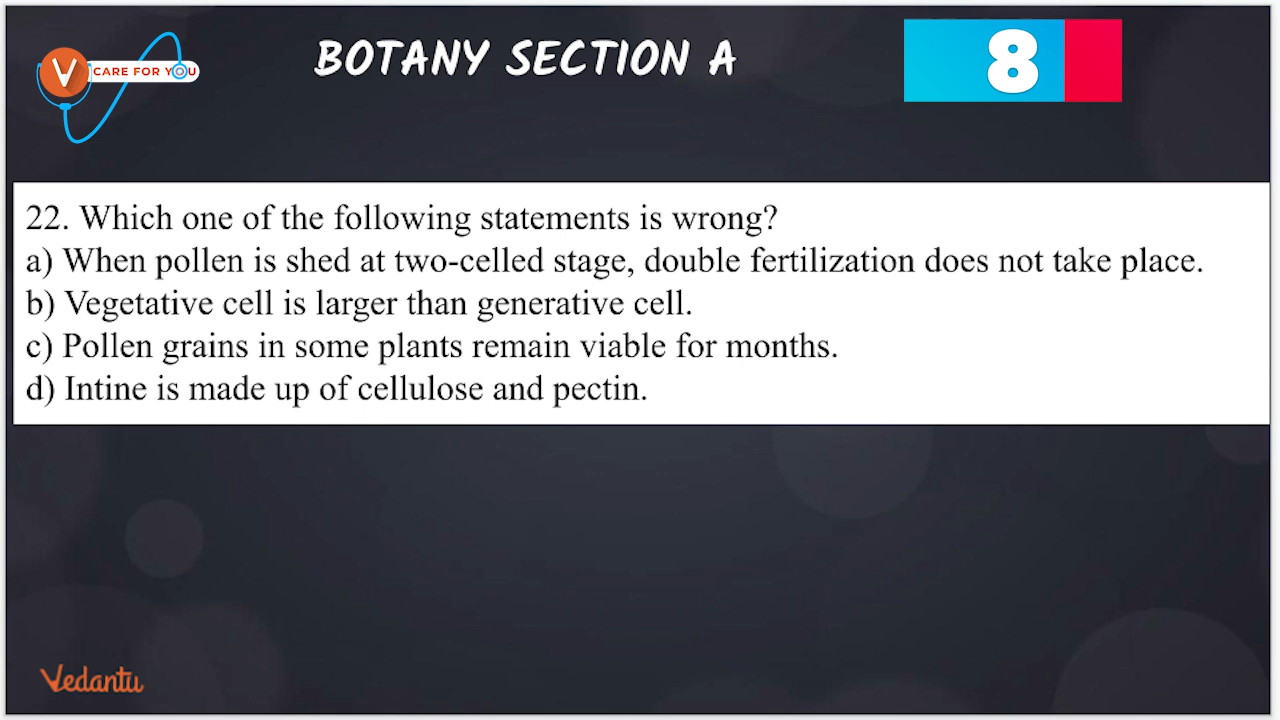 BOTANY SECTION A
8
V CARE FOR YOU
22. Which one of the following statements is wrong?
a) When pollen is shed at two-celled stage, double fertilization does not take place.
b) Vegetative cell is larger than generative cell.
c) Pollen grains in some plants remain viable for months.
d) Intine is made up of cellulose and pectin.
Vedantu